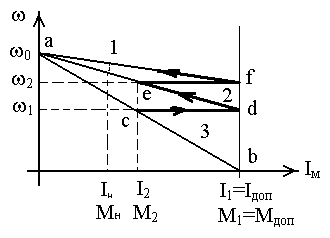 ω
ω₀
a
1
f
ω₂
e
2
d
ω₁
c
3
b
Iн I₂ I₁=Iдоп Iм
Mн M₂ M₁=Mдоп